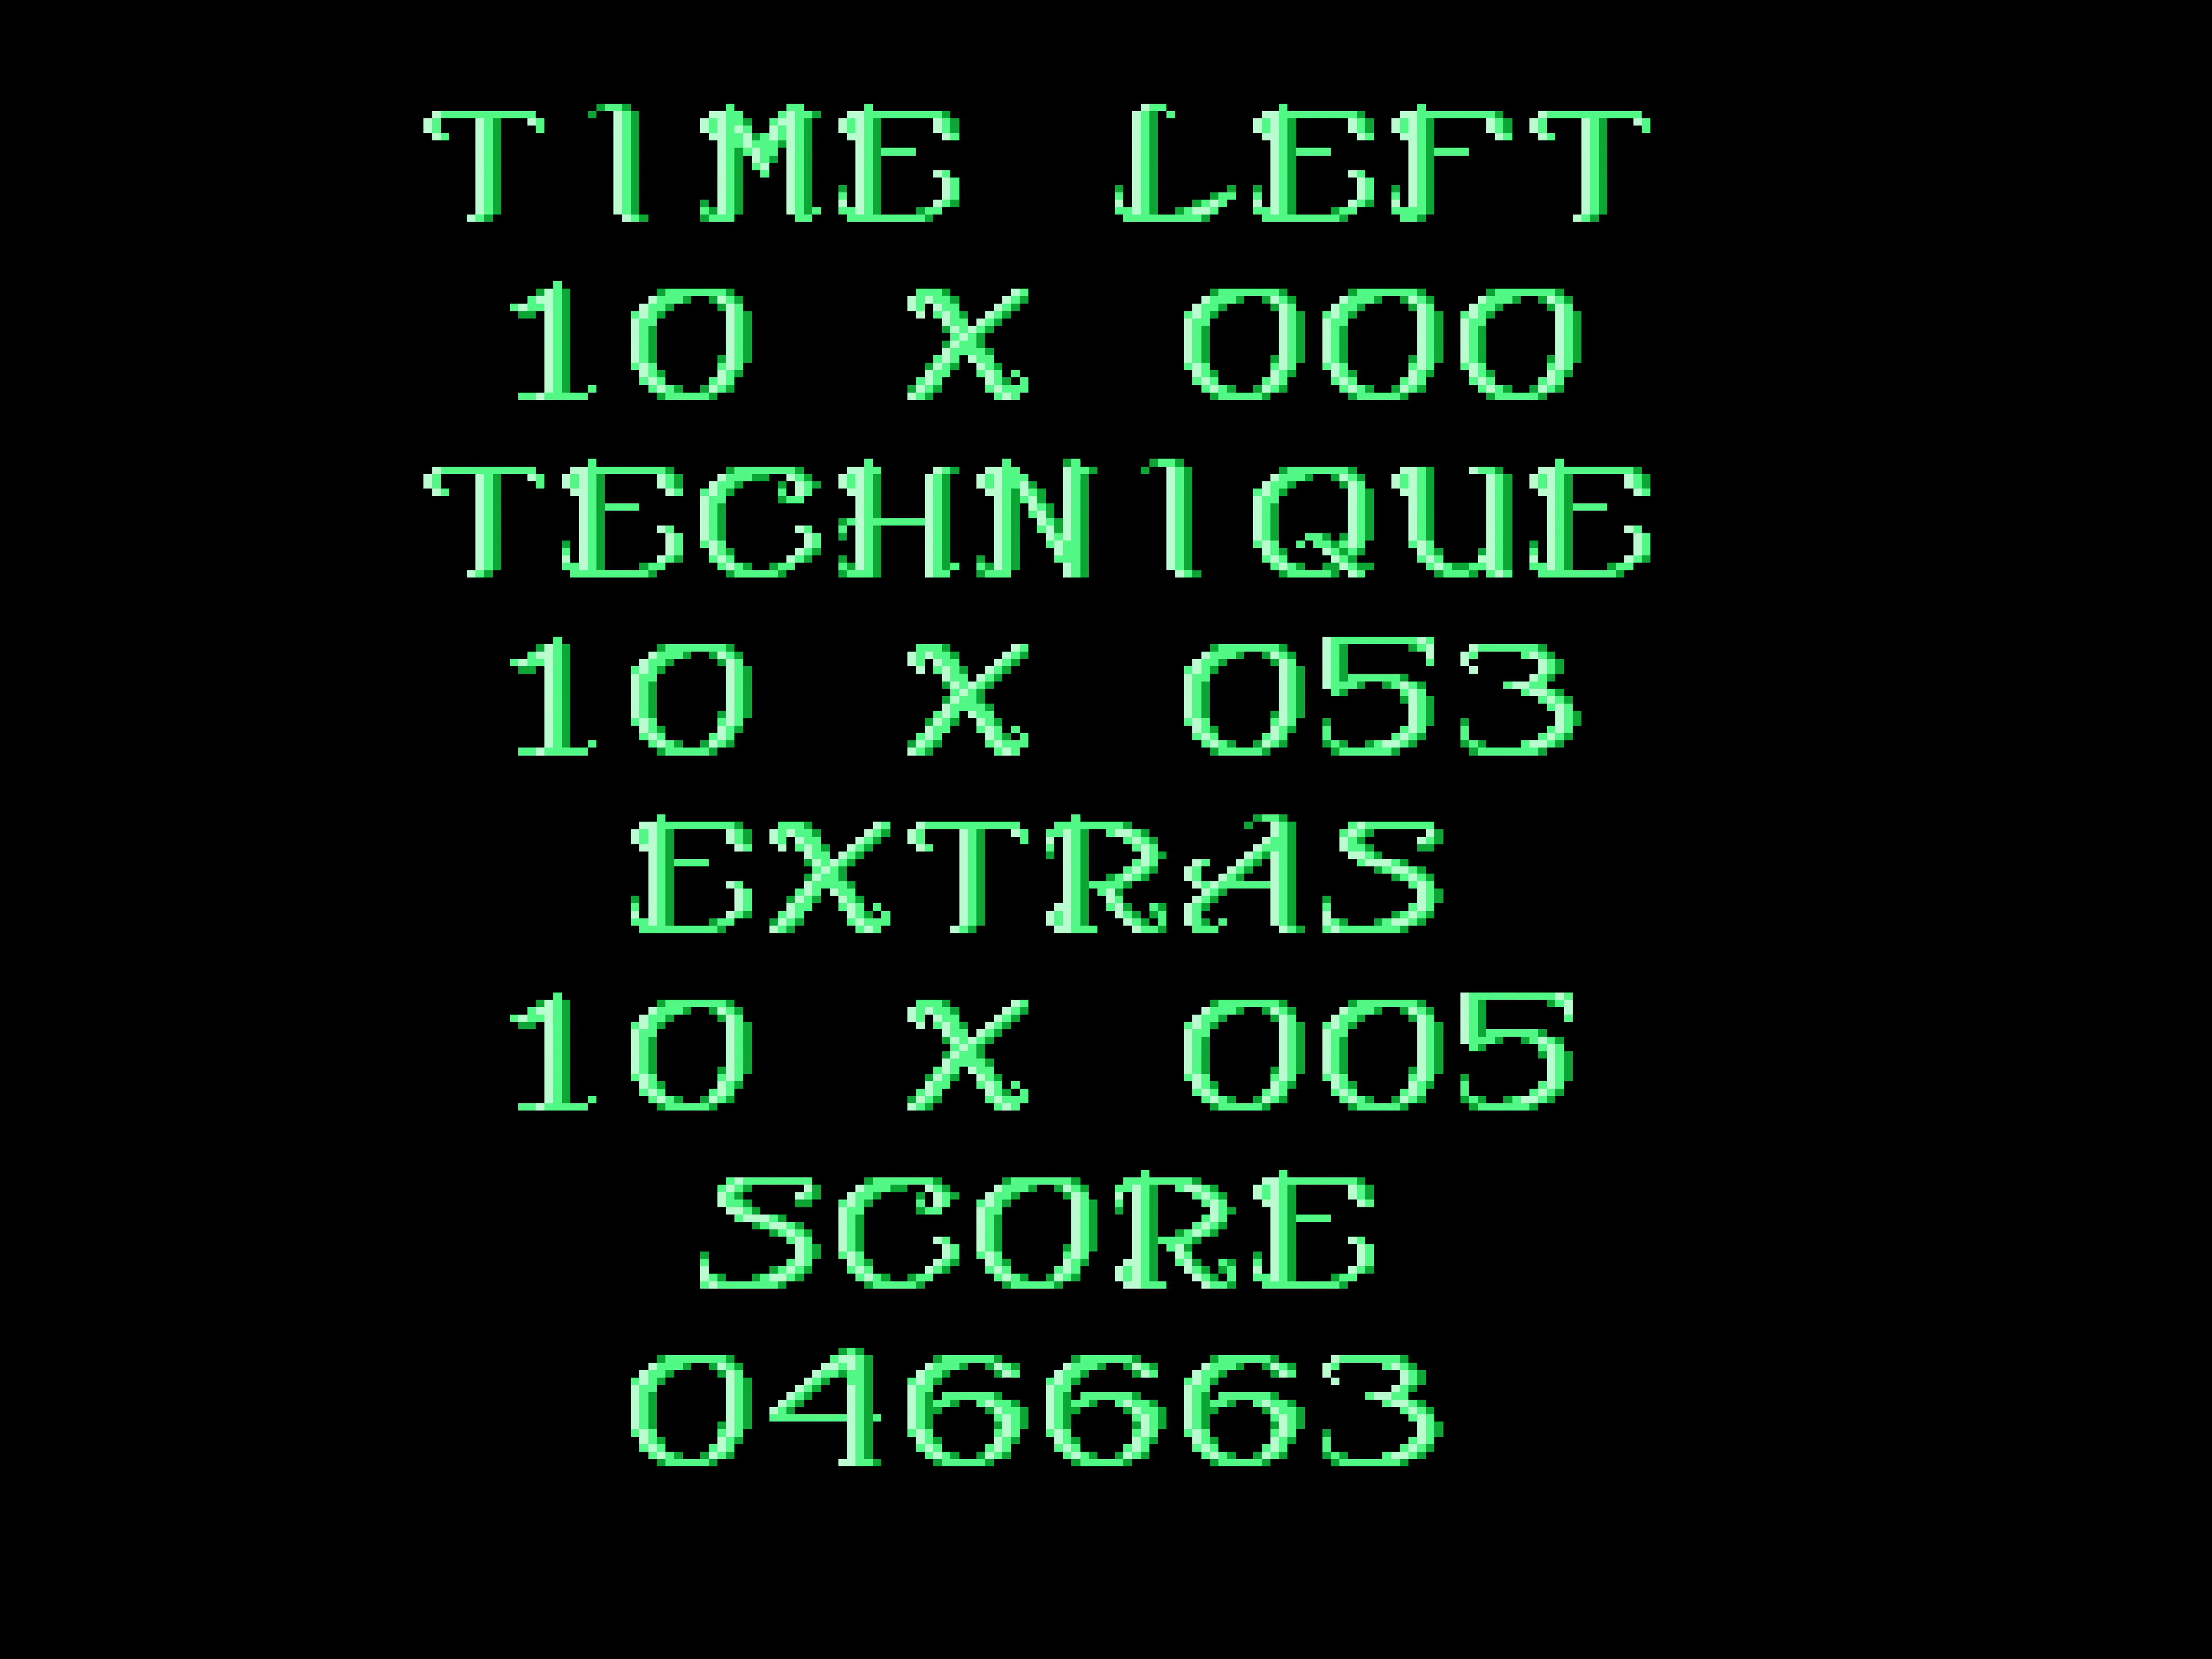 TIME LEFT
10 X 000
TECHNIQUE
10 X 053
EXTRAS
10 X 005
SCORE
046663